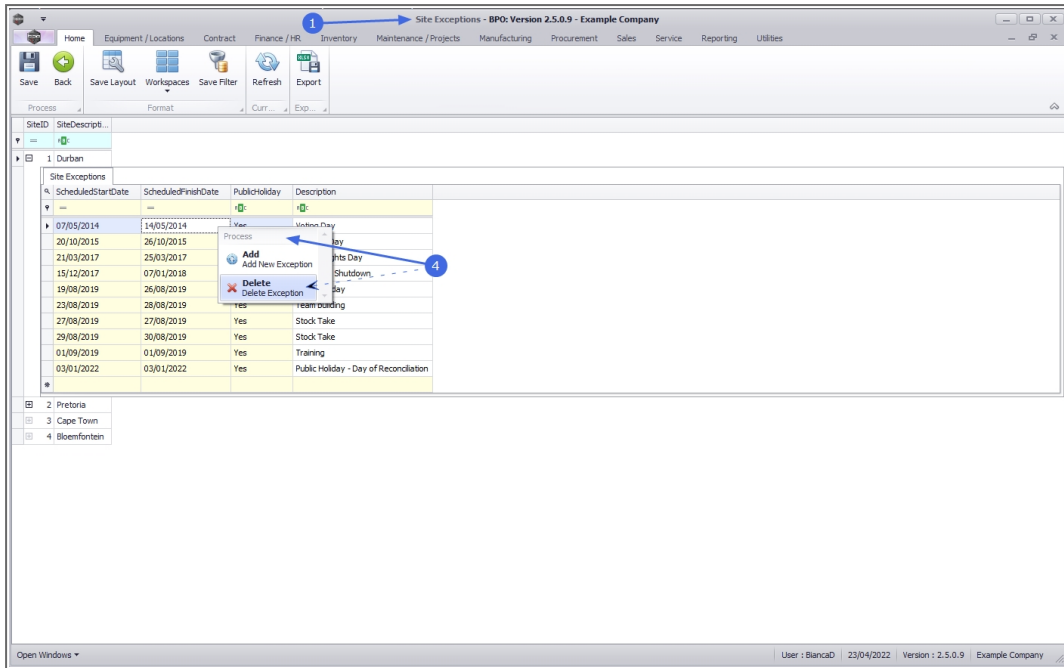 1
Site Exceptions - BPO: Version 2.5.0.9 - Example Company
Home Equipment / Locations Contract Finance / HR Inventory Maintenance / Projects Manufacturing Procurement Sales Service Reporting Utilities
Save Back Save Layout Workspaces Save Filter Refresh Export
Process Format Curr... Exp...
SiteID SiteDescripti...
=
1 Durban
Site Exceptions
ScheduledStartDate ScheduledFinishDate PublicHoliday Description
= =
07/05/2014 14/05/2014 Yes Voting Day
20/10/2015 26/10/2015 Day
21/03/2017 25/03/2017 ghts Day
15/12/2017 07/01/2018 Shutdown
19/08/2019 26/08/2019 day
Process
Add
Add New Exception
Delete
Delete Exception
4
23/08/2019 28/08/2019 Yes Team Building
27/08/2019 27/08/2019 Yes Stock Take
29/08/2019 30/08/2019 Yes Stock Take
01/09/2019 01/09/2019 Yes Training
03/01/2022 03/01/2022 Yes Public Holiday - Day of Reconciliation
2 Pretoria
3 Cape Town
4 Bloemfontein
Open Windows User : BiancaD 23/04/2022 Version : 2.5.0.9 Example Company